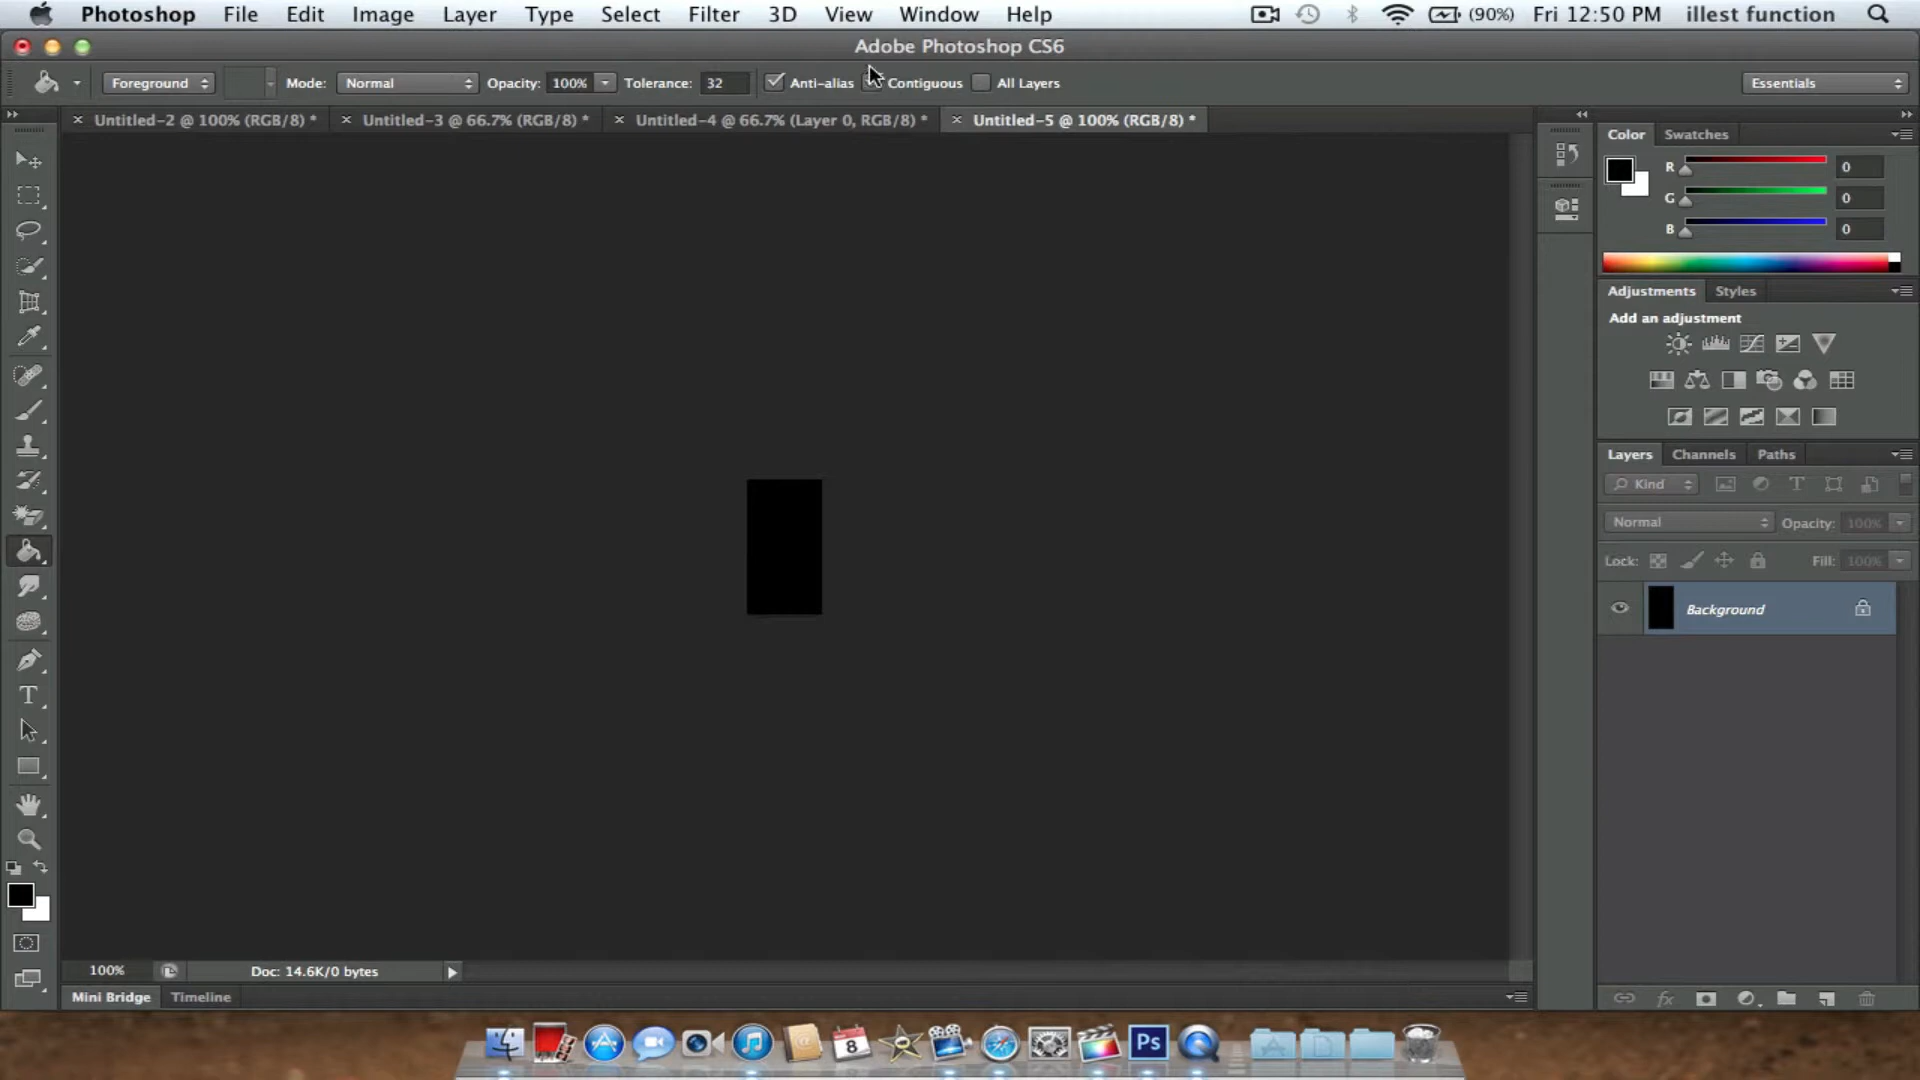 Photoshop File Edit Image Layer Type Select Filter 3D View Window Help (90%) Fri 12:50 PM illest function
Adobe Photoshop CS6
Foreground Mode: Normal Opacity: 100% Tolerance: 32 Anti-alias Contiguous All Layers Essentials
× Untitled-2 @ 100% (RGB/8) * × Untitled-3 @ 66.7% (RGB/8) * × Untitled-4 @ 66.7% (Layer 0, RGB/8) * × Untitled-5 @ 100% (RGB/8) *
Color Swatches
R 0
G 0
B 0
Adjustments Styles
Add an adjustment
Layers Channels Paths
Kind
Normal Opacity: 100%
Lock: Fill: 100%
Background
T
100% Doc: 14.6K/0 bytes
Mini Bridge Timeline
8
Ps